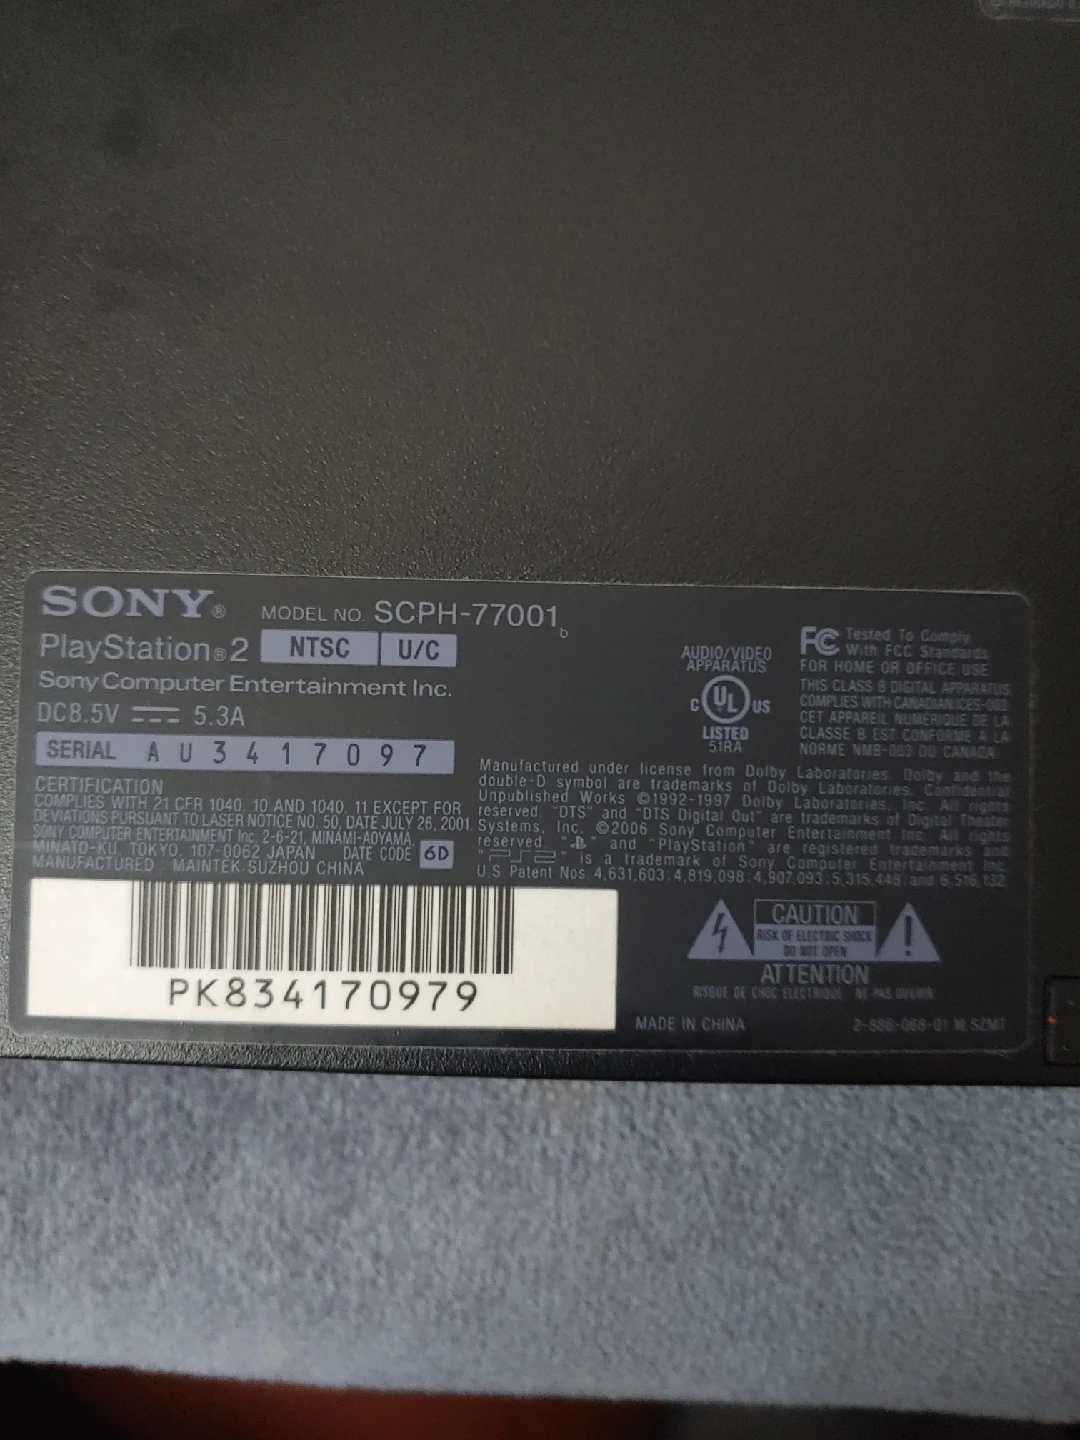 SONY®
MODEL NO. SCPH-77001 b
PlayStation®2 NTSC U/C
Sony Computer Entertainment Inc.
DC8.5V 5.3A
SERIAL AU3417097
CERTIFICATION
COMPLIES WITH 21 CFR 1040. 10 AND 1040. 11 EXCEPT FOR
DEVIATIONS PURSUANT TO LASER NOTICE NO. 50, DATE JULY 26, 2001
SONY COMPUTER ENTERTAINMENT Inc. 2-6-21, MINAMI-AOYAMA,
MINATO-KU, TOKYO, 107-0062 JAPAN DATE CODE 6D
MANUFACTURED : MAINTEK-SUZHOU CHINA
PK834170979
AUDIO/VIDEO
APPARATUS
C UL US
LISTED
51RA
FC Tested To Comply
With FCC Standards
FOR HOME OR OFFICE USE
THIS CLASS B DIGITAL APPARATUS
COMPLIES WITH CANADIAN ICES-003.
CET APPAREIL NUMÉRIQUE DE LA
CLASSE B EST CONFORME A LA
NORME NMB-003 DU CANADA.
Manufactured under license from Dolby Laboratories. Dolby and the
double-D symbol are trademarks of Dolby Laboratories. Confidential
Unpublished Works ©1992-1997 Dolby Laboratories, Inc. All rights
reserved. "DTS" and "DTS Digital Out" are trademarks of Digital Theater
Systems, Inc. ©2006 Sony Computer Entertainment Inc. All rights
reserved. " " and "PlayStation" are registered trademarks and
"PS2" is a trademark of Sony Computer Entertainment Inc.
U.S. Patent Nos. 4,631,603; 4,819,098; 4,907,093; 5,315,448; and 6,516,132.
CAUTION
RISK OF ELECTRIC SHOCK
DO NOT OPEN
ATTENTION
RISQUE DE CHOC ELECTRIQUE NE PAS OUVRIR
MADE IN CHINA
2-886-068-01 M SZMT